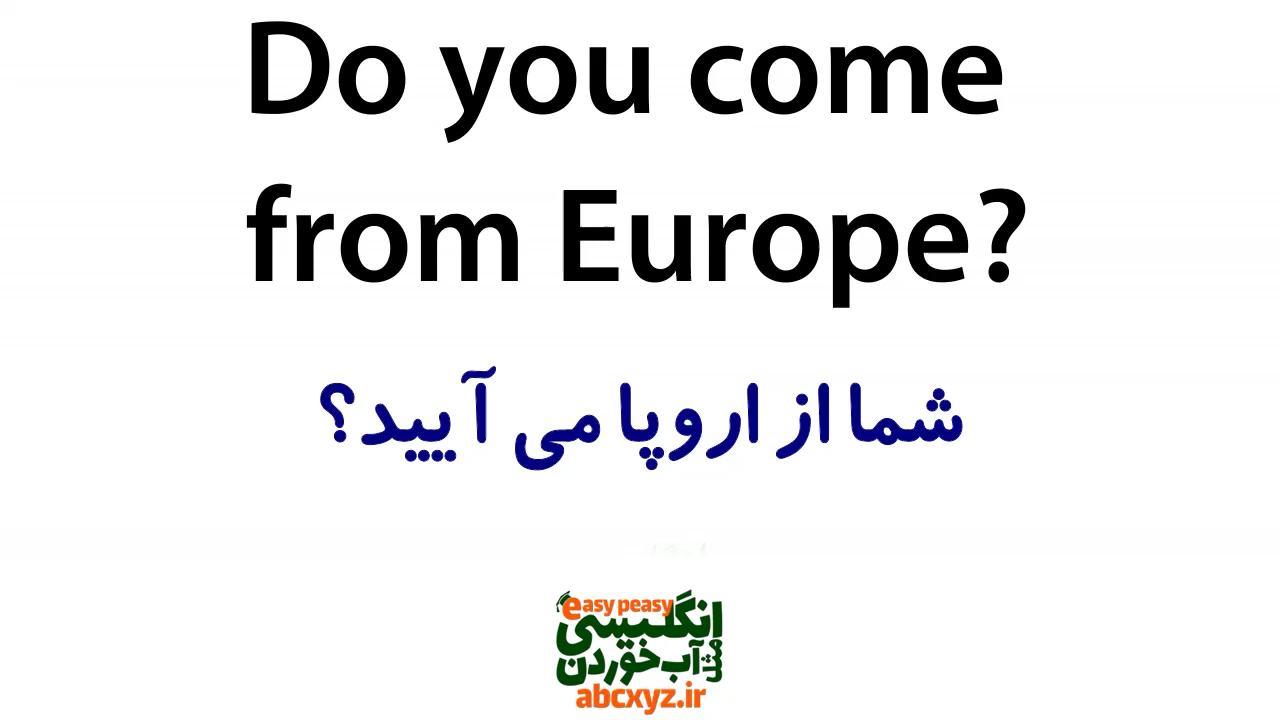 Do you come
from Europe?
شما از اروپا می آیید؟
easy peasy
انگلیسی
مثل آب خوردن
abcxyz.ir